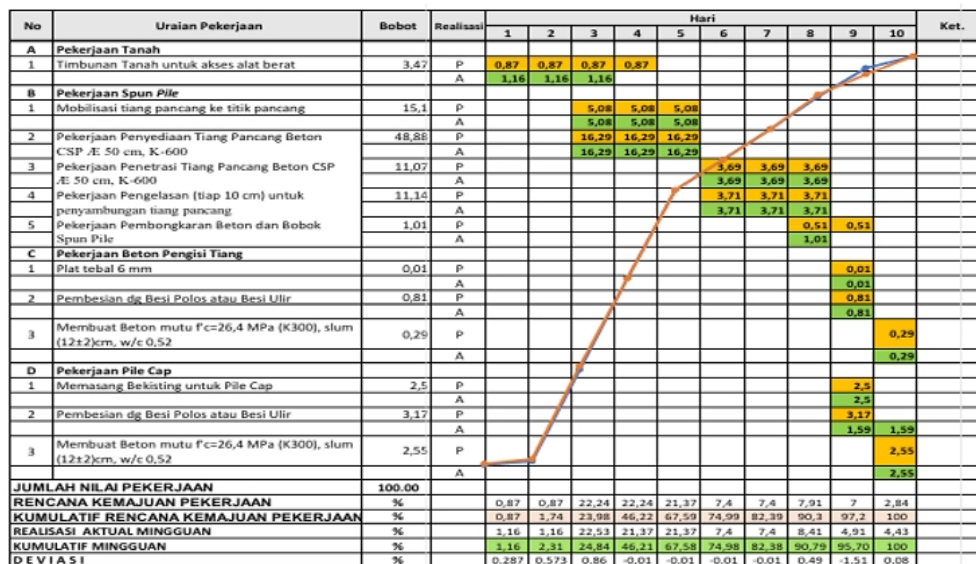 No Uraian Pekerjaan Bobot Realisasi Hari Ket.
1 2 3 4 5 6 7 8 9 10
A Pekerjaan Tanah
1 Timbunan Tanah untuk akses alat berat 3,47 P 0,87 0,87 0,87 0,87
A 1,16 1,16 1,16
B Pekerjaan Spun Pile
1 Mobilisasi tiang pancang ke titik pancang 15,1 P 5,08 5,08 5,08
A 5,08 5,08 5,08
2 Pekerjaan Penyediaan Tiang Pancang Beton 48,88 P 16,29 16,29 16,29
CSP Æ 50 cm, K-600 A 16,29 16,29 16,29
3 Pekerjaan Penetrasi Tiang Pancang Beton CSP 11,07 P 3,69 3,69 3,69
Æ 50 cm, K-600 A 3,69 3,69 3,69
4 Pekerjaan Pengelasan (tiap 10 cm) untuk 11,14 P 3,71 3,71 3,71
penyambungan tiang pancang A 3,71 3,71 3,71
5 Pekerjaan Pembongkaran Beton dan Bobok 1,01 P 0,51 0,51
Spun Pile A 1,01
C Pekerjaan Beton Pengisi Tiang
1 Plat tebal 6 mm 0,01 P 0,01
A 0,01
2 Pembesian dg Besi Polos atau Besi Ulir 0,81 P 0,81
A 0,81
3 Membuat Beton mutu f'c=26,4 MPa (K300), slum 0,29 P 0,29
(12±2)cm, w/c 0,52
A 0,29
D Pekerjaan Pile Cap
1 Memasang Bekisting untuk Pile Cap 2,5 P 2,5
A 2,5
2 Pembesian dg Besi Polos atau Besi Ulir 3,17 P 3,17
A 1,59 1,59
3 Membuat Beton mutu f'c=26,4 MPa (K300), slum 2,55 P 2,55
(12±2)cm, w/c 0,52
A 2,55
JUMLAH NILAI PEKERJAAN 100.00
RENCANA KEMAJUAN PEKERJAAN % 0,87 0,87 22,24 22,24 21,37 7,4 7,4 7,91 7 2,84
KUMULATIF RENCANA KEMAJUAN PEKERJAAN % 0,87 1,74 23,98 46,22 67,59 74,99 82,39 90,3 97,2 100
REALISASI AKTUAL MINGGUAN % 1,16 1,16 22,53 21,37 21,37 7,4 7,4 8,41 4,91 4,43
KUMULATIF MINGGUAN % 1,16 2,31 24,84 46,21 67,58 74,98 82,38 90,79 95,70 100
DEVIASI % 0,287 0,573 0,86 -0,01 -0,01 -0,01 -0,01 0,49 -1,51 0,08